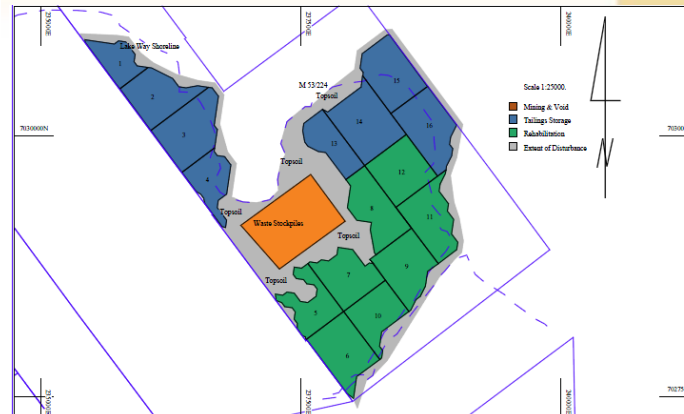 Lake Way Shoreline
M 53/224
Topsoil
Scale 1:25000.
Mining & Void
Tailings Storage
Rehabilitation
Extent of Disturbance
7030000N
70300
1
2
3
4
15
14
16
13
Topsoil
12
8
11
Topsoil
Waste Stockpiles
Topsoil
Topsoil
7
9
5
10
6
70275